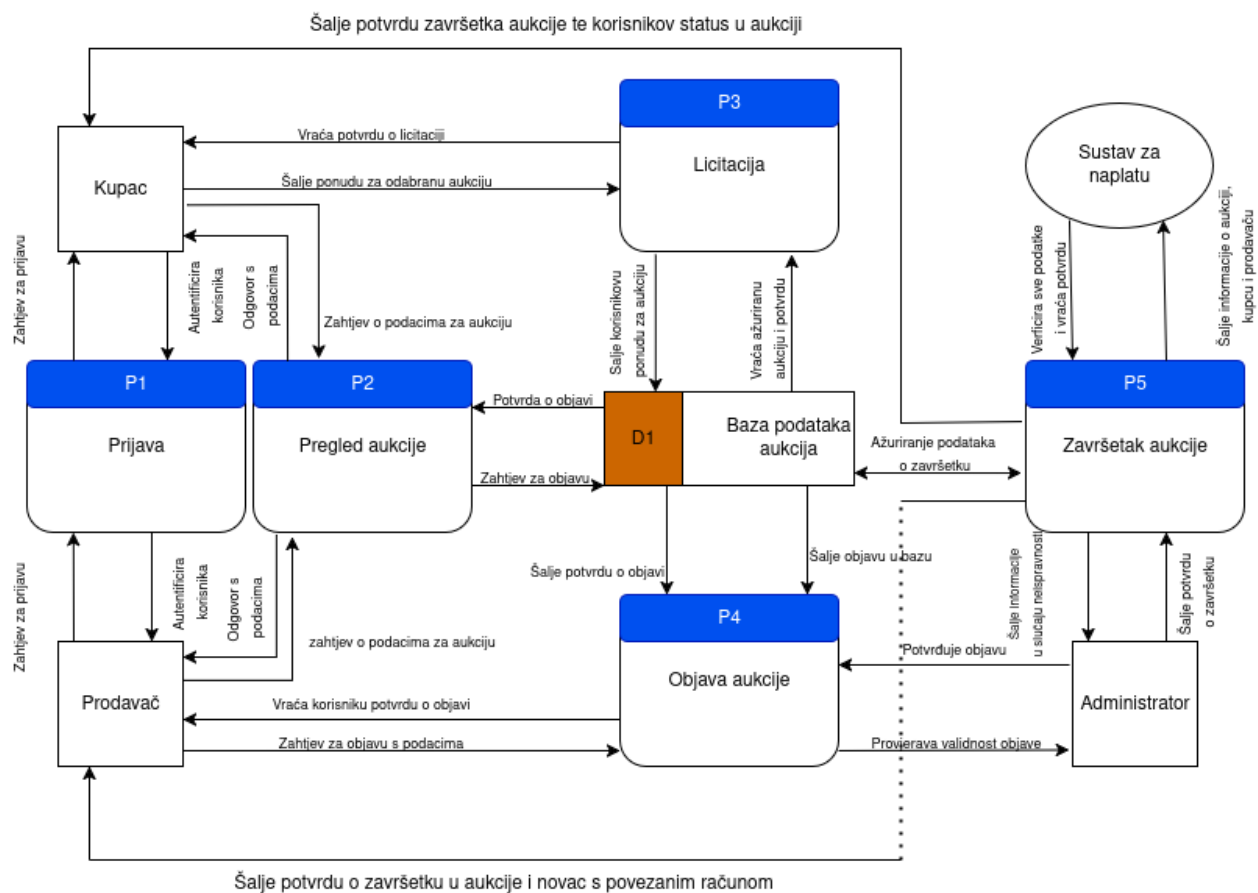 Šalje potvrdu završetka aukcije te korisnikov status u aukciji
P3
Licitacija
Kupac
Vraća potvrdu o licitaciji
Šalje ponudu za odabranu aukciju
Sustav za
naplatu
Zahtjev za prijavu
Autentificira
korisnika
Odgovor s
podacima
Zahtjev o podacima za aukciju
Salje korisnikovu
ponudu za aukciju
Vraća ažuriranu
aukciju i potvrdu
Verficira sve podatke
i vraća potvrdu
Šalje informacije o aukciji,
kupcu i prodavaču
P1
Prijava
P2
Pregled aukcije
Potvrda o objavi
Zahtjev za objavu
D1
Baza podataka
aukcija
Ažuriranje podataka
o završetku
P5
Završetak aukcije
Zahtjev za prijavu
Autentificira
korisnika
Odgovor s
podacima
zahtjev o podacima za aukciju
Šalje potvrdu o objavi
Šalje objavu u bazu
Šalje informacije
u slučaju neispravnosti
Šalje potvrdu
o završetku
P4
Objava aukcije
Prodavač
Vraća korisniku potvrdu o objavi
Zahtjev za objavu s podacima
Potvrđuje objavu
Provjerava validnost objave
Administrator
Šalje potvrdu o završetku u aukcije i novac s povezanim računom